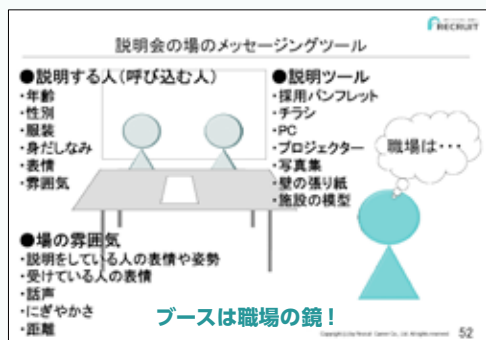 RECRUIT
説明会の場のメッセージングツール
●説明する人(呼び込む人)
・年齢
・性別
・服装
・身だしなみ
・表情
・雰囲気
●説明ツール
・採用パンフレット
・チラシ
・PC
・プロジェクター
・写真集
・壁の張り紙
・施設の模型
職場は・・・
●場の雰囲気
・説明をしている人の表情や姿勢
・受けている人の表情
・話声
・にぎやかさ
・距離
ブースは職場の鏡!
52